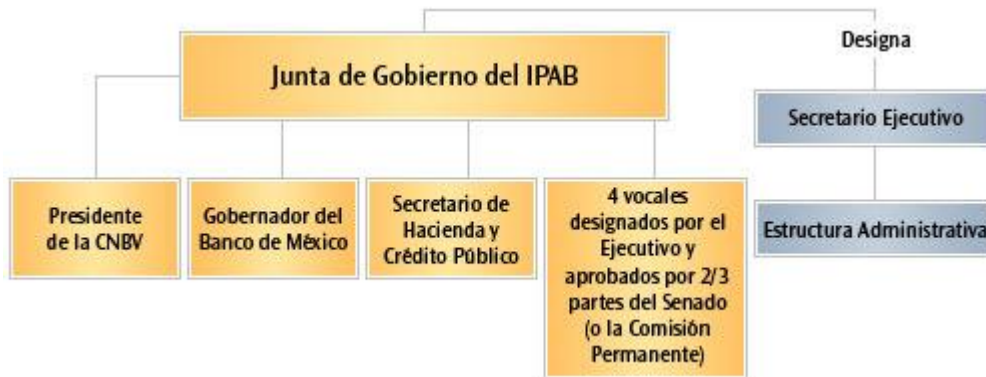 Junta de Gobierno del IPAB
Designa
Secretario Ejecutivo
Estructura Administrativa
Presidente
de la CNBV
Gobernador del
Banco de México
Secretario de
Hacienda y
Crédito Público
4 vocales
designados por el
Ejecutivo y
aprobados por 2/3
partes del Senado
(o la Comisión
Permanente)